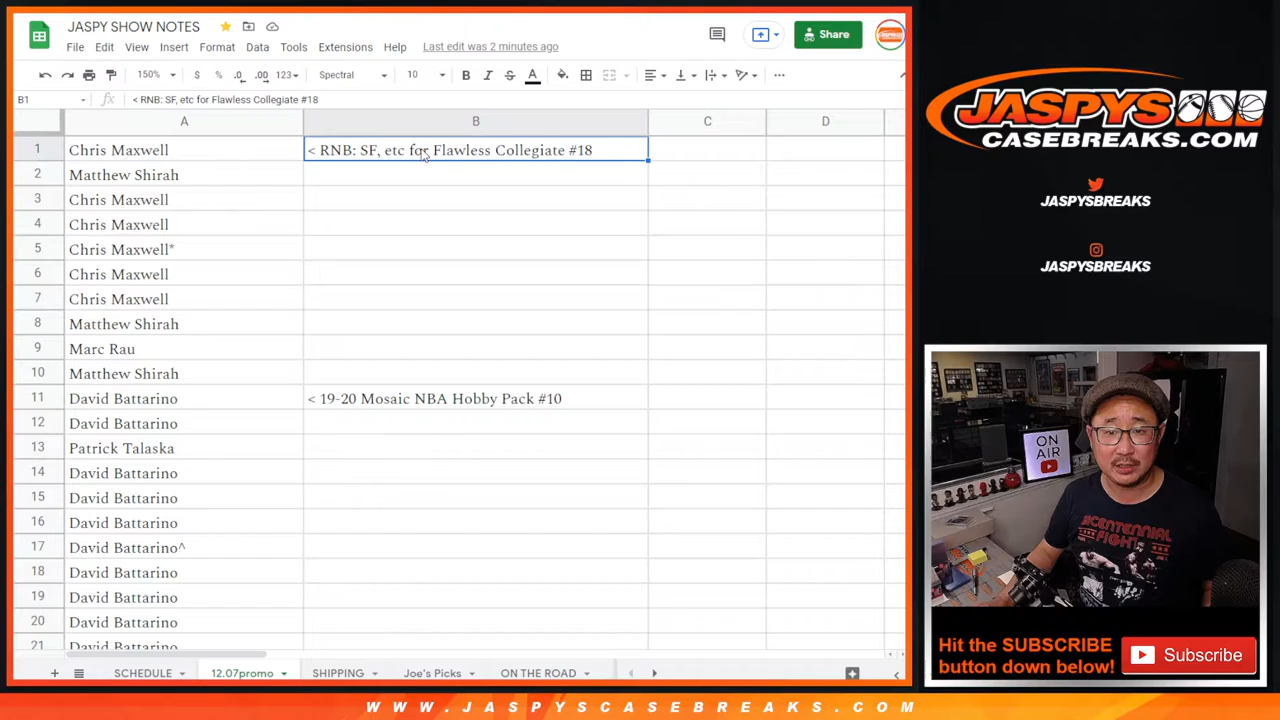 JASPY SHOW NOTES
File Edit View Insert Format Data Tools Extensions Help Last edit was 2 minutes ago
Share
150% $ % .0 .00 123 Spectral 10 B I S A
B1 fx < RNB: SF, etc for Flawless Collegiate #18
A B C D
1 Chris Maxwell < RNB: SF, etc for Flawless Collegiate #18
2 Matthew Shirah
3 Chris Maxwell
4 Chris Maxwell
5 Chris Maxwell*
6 Chris Maxwell
7 Chris Maxwell
8 Matthew Shirah
9 Marc Rau
10 Matthew Shirah
11 David Battarino < 19-20 Mosaic NBA Hobby Pack #10
12 David Battarino
13 Patrick Talaska
14 David Battarino
15 David Battarino
16 David Battarino
17 David Battarino^
18 David Battarino
19 David Battarino
20 David Battarino
21 David Battarino
+ SCHEDULE 12.07promo SHIPPING Joe's Picks ON THE ROAD
JASPYS
CASEBREAKS.COM
JASPYSBREAKS
JASPYSBREAKS
ON
AIR
BICENTENNIAL
FIGHT
Hit the SUBSCRIBE
button down below!
Subscribe
WWW.JASPYSCASEBREAKS.COM